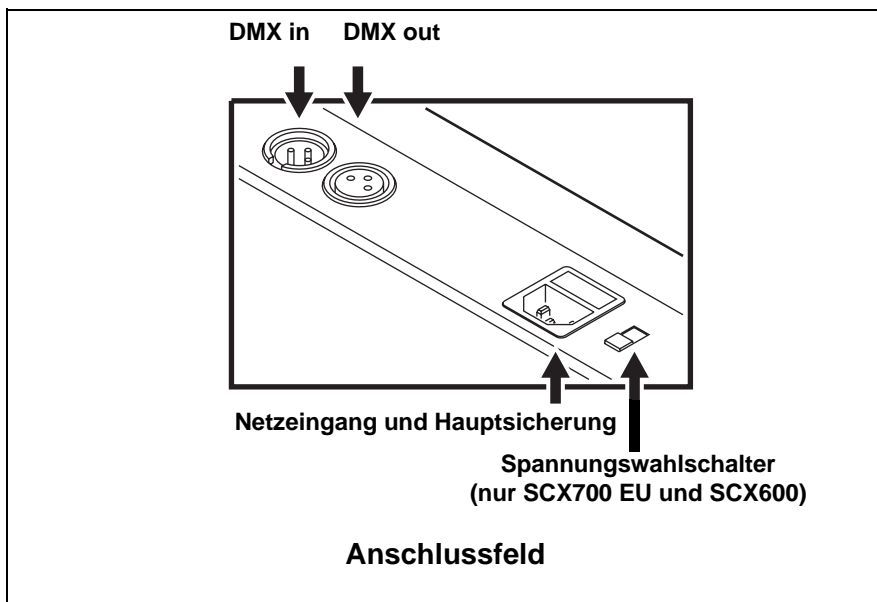 DMX in DMX out
Netzeingang und Hauptsicherung
Spannungswahlschalter
(nur SCX700 EU und SCX600)
Anschlussfeld